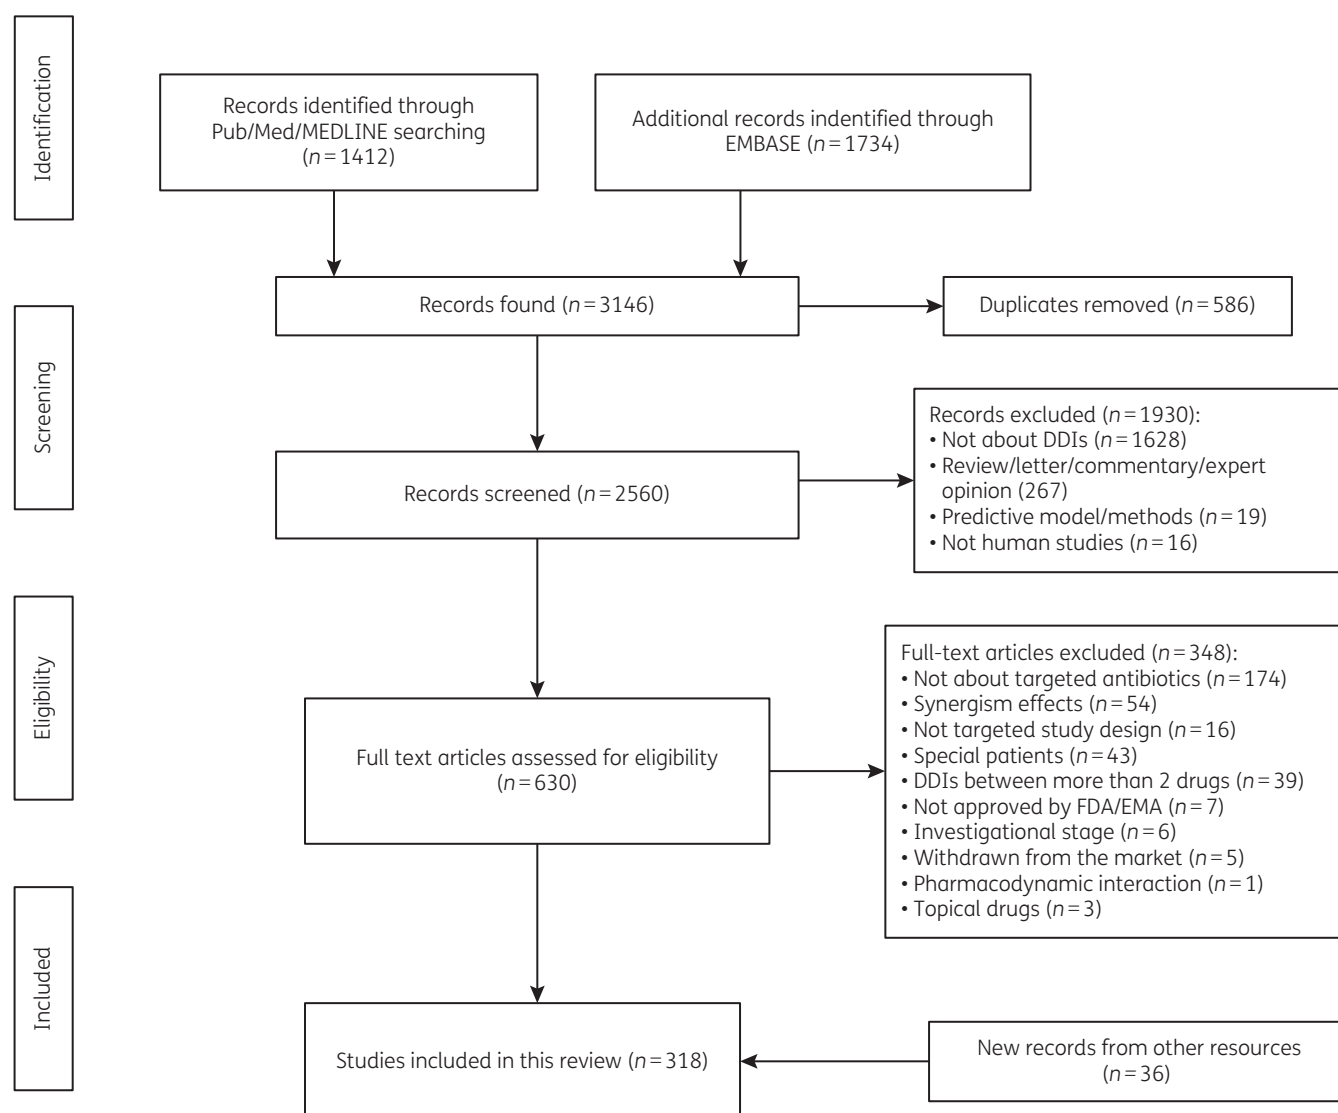 Identification
Records identified through
Pub/Med/MEDLINE searching
(n=1412)
Additional records indentified through
EMBASE (n=1734)
Records found (n=3146)
Duplicates removed (n=586)
Screening
Records screened (n=2560)
Records excluded (n=1930):
• Not about DDIs (n=1628)
• Review/letter/commentary/expert
opinion (267)
• Predictive model/methods (n=19)
• Not human studies (n=16)
Eligibility
Full text articles assessed for eligibility
(n=630)
Full-text articles excluded (n=348):
• Not about targeted antibiotics (n=174)
• Synergism effects (n=54)
• Not targeted study design (n=16)
• Special patients (n=43)
• DDIs between more than 2 drugs (n=39)
• Not approved by FDA/EMA (n=7)
• Investigational stage (n=6)
• Withdrawn from the market (n=5)
• Pharmacodynamic interaction (n=1)
• Topical drugs (n=3)
Included
Studies included in this review (n=318)
New records from other resources
(n=36)